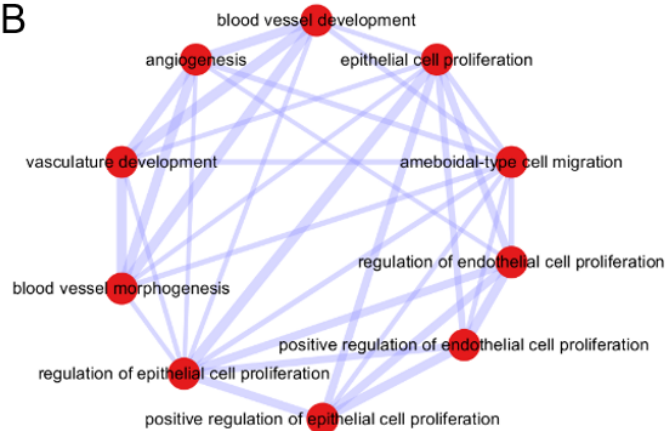 B
blood vessel development
angiogenesis
epithelial cell proliferation
vasculature development
ameboidal-type cell migration
regulation of endothelial cell proliferation
blood vessel morphogenesis
positive regulation of endothelial cell proliferation
regulation of epithelial cell proliferation
positive regulation of epithelial cell proliferation